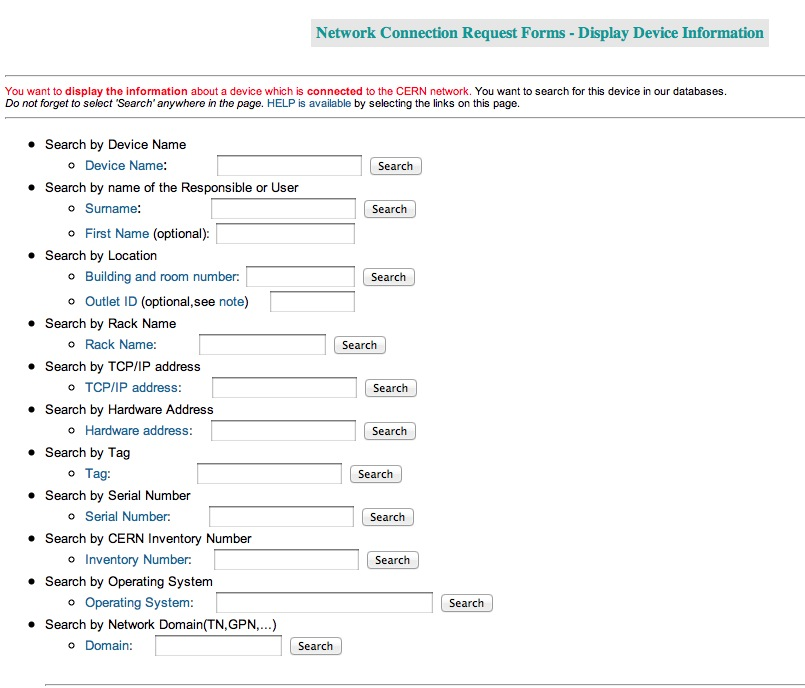 Network Connection Request Forms - Display Device Information
You want to display the information about a device which is connected to the CERN network. You want to search for this device in our databases.
Do not forget to select 'Search' anywhere in the page. HELP is available by selecting the links on this page.
Search by Device Name
Device Name: Search
Search by name of the Responsible or User
Surname: Search
First Name (optional):
Search by Location
Building and room number: Search
Outlet ID (optional,see note)
Search by Rack Name
Rack Name: Search
Search by TCP/IP address
TCP/IP address: Search
Search by Hardware Address
Hardware address: Search
Search by Tag
Tag: Search
Search by Serial Number
Serial Number: Search
Search by CERN Inventory Number
Inventory Number: Search
Search by Operating System
Operating System: Search
Search by Network Domain(TN,GPN,...)
Domain: Search